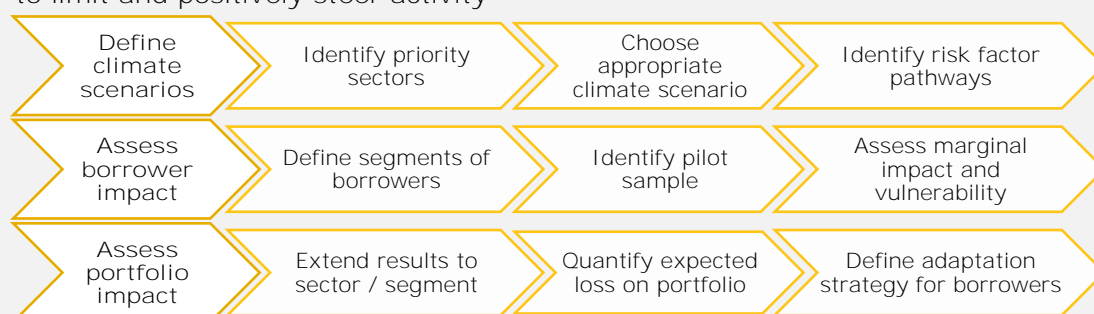 to limit and positively steer activity
Define
climate
scenarios
Identify priority
sectors
Choose
appropriate
climate scenario
Identify risk factor
pathways
Assess
borrower
impact
Define segments of
borrowers
Identify pilot
sample
Assess marginal
impact and
vulnerability
Assess
portfolio
impact
Extend results to
sector / segment
Quantify expected
loss on portfolio
Define adaptation
strategy for borrowers